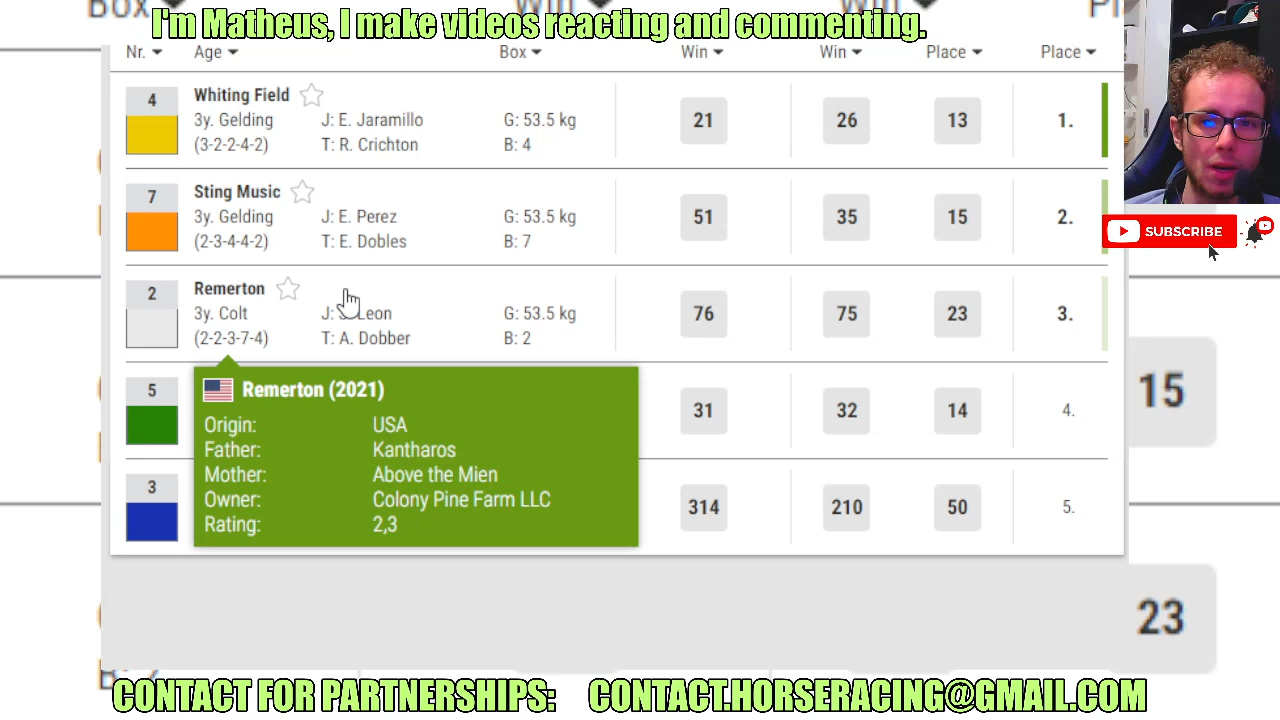 Box Win Win Pl
I'm Matheus, I make videos reacting and commenting.
Nr. Age Box Win Win Place Place
4 Whiting Field
3y. Gelding J: E. Jaramillo G: 53.5 kg 21 26 13 1.
(3-2-2-4-2) T: R. Crichton B: 4
7 Sting Music
3y. Gelding J: E. Perez G: 53.5 kg 51 35 15 2.
(2-3-4-4-2) T: E. Dobles B: 7
SUBSCRIBE
2 Remerton
3y. Colt J: Leon G: 53.5 kg 76 75 23 3.
(2-2-3-7-4) T: A. Dobber B: 2
5 31 32 14 4.
15
Remerton (2021)
Origin: USA
Father: Kantharos
Mother: Above the Mien
Owner: Colony Pine Farm LLC
Rating: 2,3
3 314 210 50 5.
23
CONTACT FOR PARTNERSHIPS: CONTACT.HORSERACING@GMAIL.COM